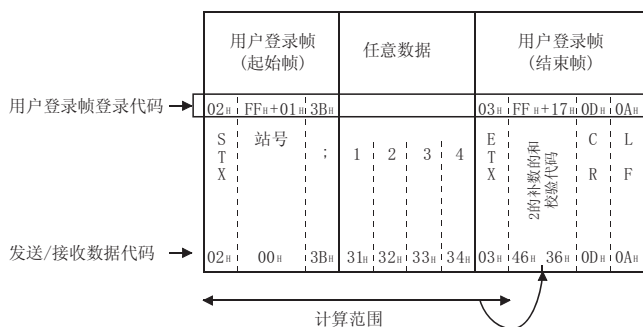 用户登录帧
(起始帧)
任意数据
用户登录帧
(结束帧)
用户登录帧登录代码
02H FFH+01H 3BH 03H FFH+17H 0DH 0AH
STX
站号
;
1 2 3 4
ETX
2的补数的和
校验代码
CR
LF
发送/接收数据代码
02H 00H 3BH 31H 32H 33H 34H 03H 46H 36H 0DH 0AH
计算范围